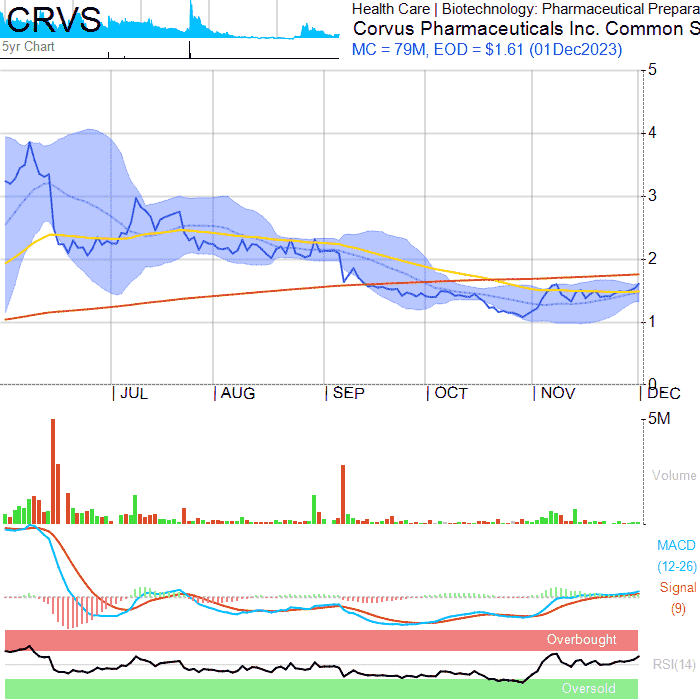 CRVS
5yr Chart
Health Care | Biotechnology: Pharmaceutical Prepara
Corvus Pharmaceuticals Inc. Common S
MC = 79M, EOD = $1.61 (01Dec2023)
5
4
3
2
1
0
JUL AUG SEP OCT NOV DEC
5M
Volume
MACD
(12-26)
Signal
(9)
Overbought
RSI(14)
Oversold